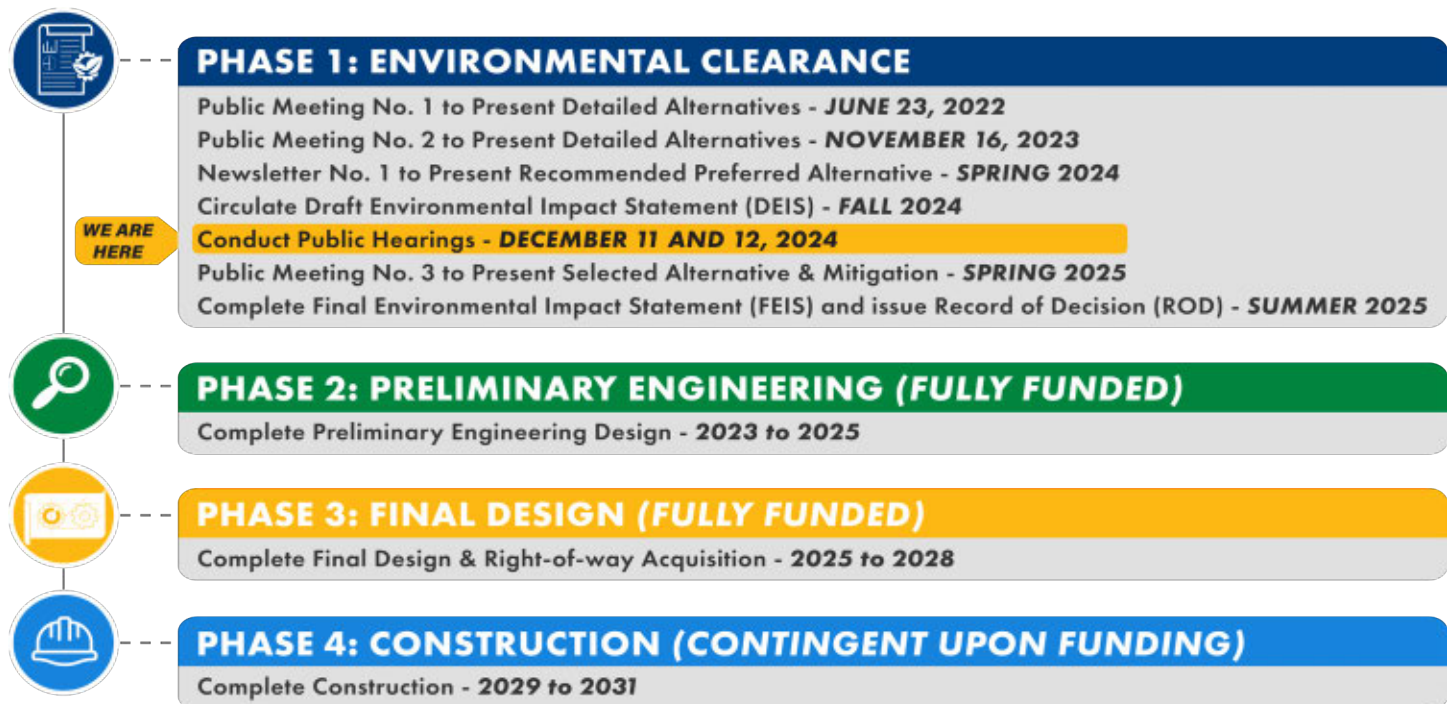 PHASE 1: ENVIRONMENTAL CLEARANCE
Public Meeting No. 1 to Present Detailed Alternatives - JUNE 23, 2022
Public Meeting No. 2 to Present Detailed Alternatives - NOVEMBER 16, 2023
Newsletter No. 1 to Present Recommended Preferred Alternative - SPRING 2024
Circulate Draft Environmental Impact Statement (DEIS) - FALL 2024
WE ARE
HERE
Conduct Public Hearings - DECEMBER 11 AND 12, 2024
Public Meeting No. 3 to Present Selected Alternative & Mitigation - SPRING 2025
Complete Final Environmental Impact Statement (FEIS) and issue Record of Decision (ROD) - SUMMER 2025
PHASE 2: PRELIMINARY ENGINEERING (FULLY FUNDED)
Complete Preliminary Engineering Design - 2023 to 2025
PHASE 3: FINAL DESIGN (FULLY FUNDED)
Complete Final Design & Right-of-way Acquisition - 2025 to 2028
PHASE 4: CONSTRUCTION (CONTINGENT UPON FUNDING)
Complete Construction - 2029 to 2031